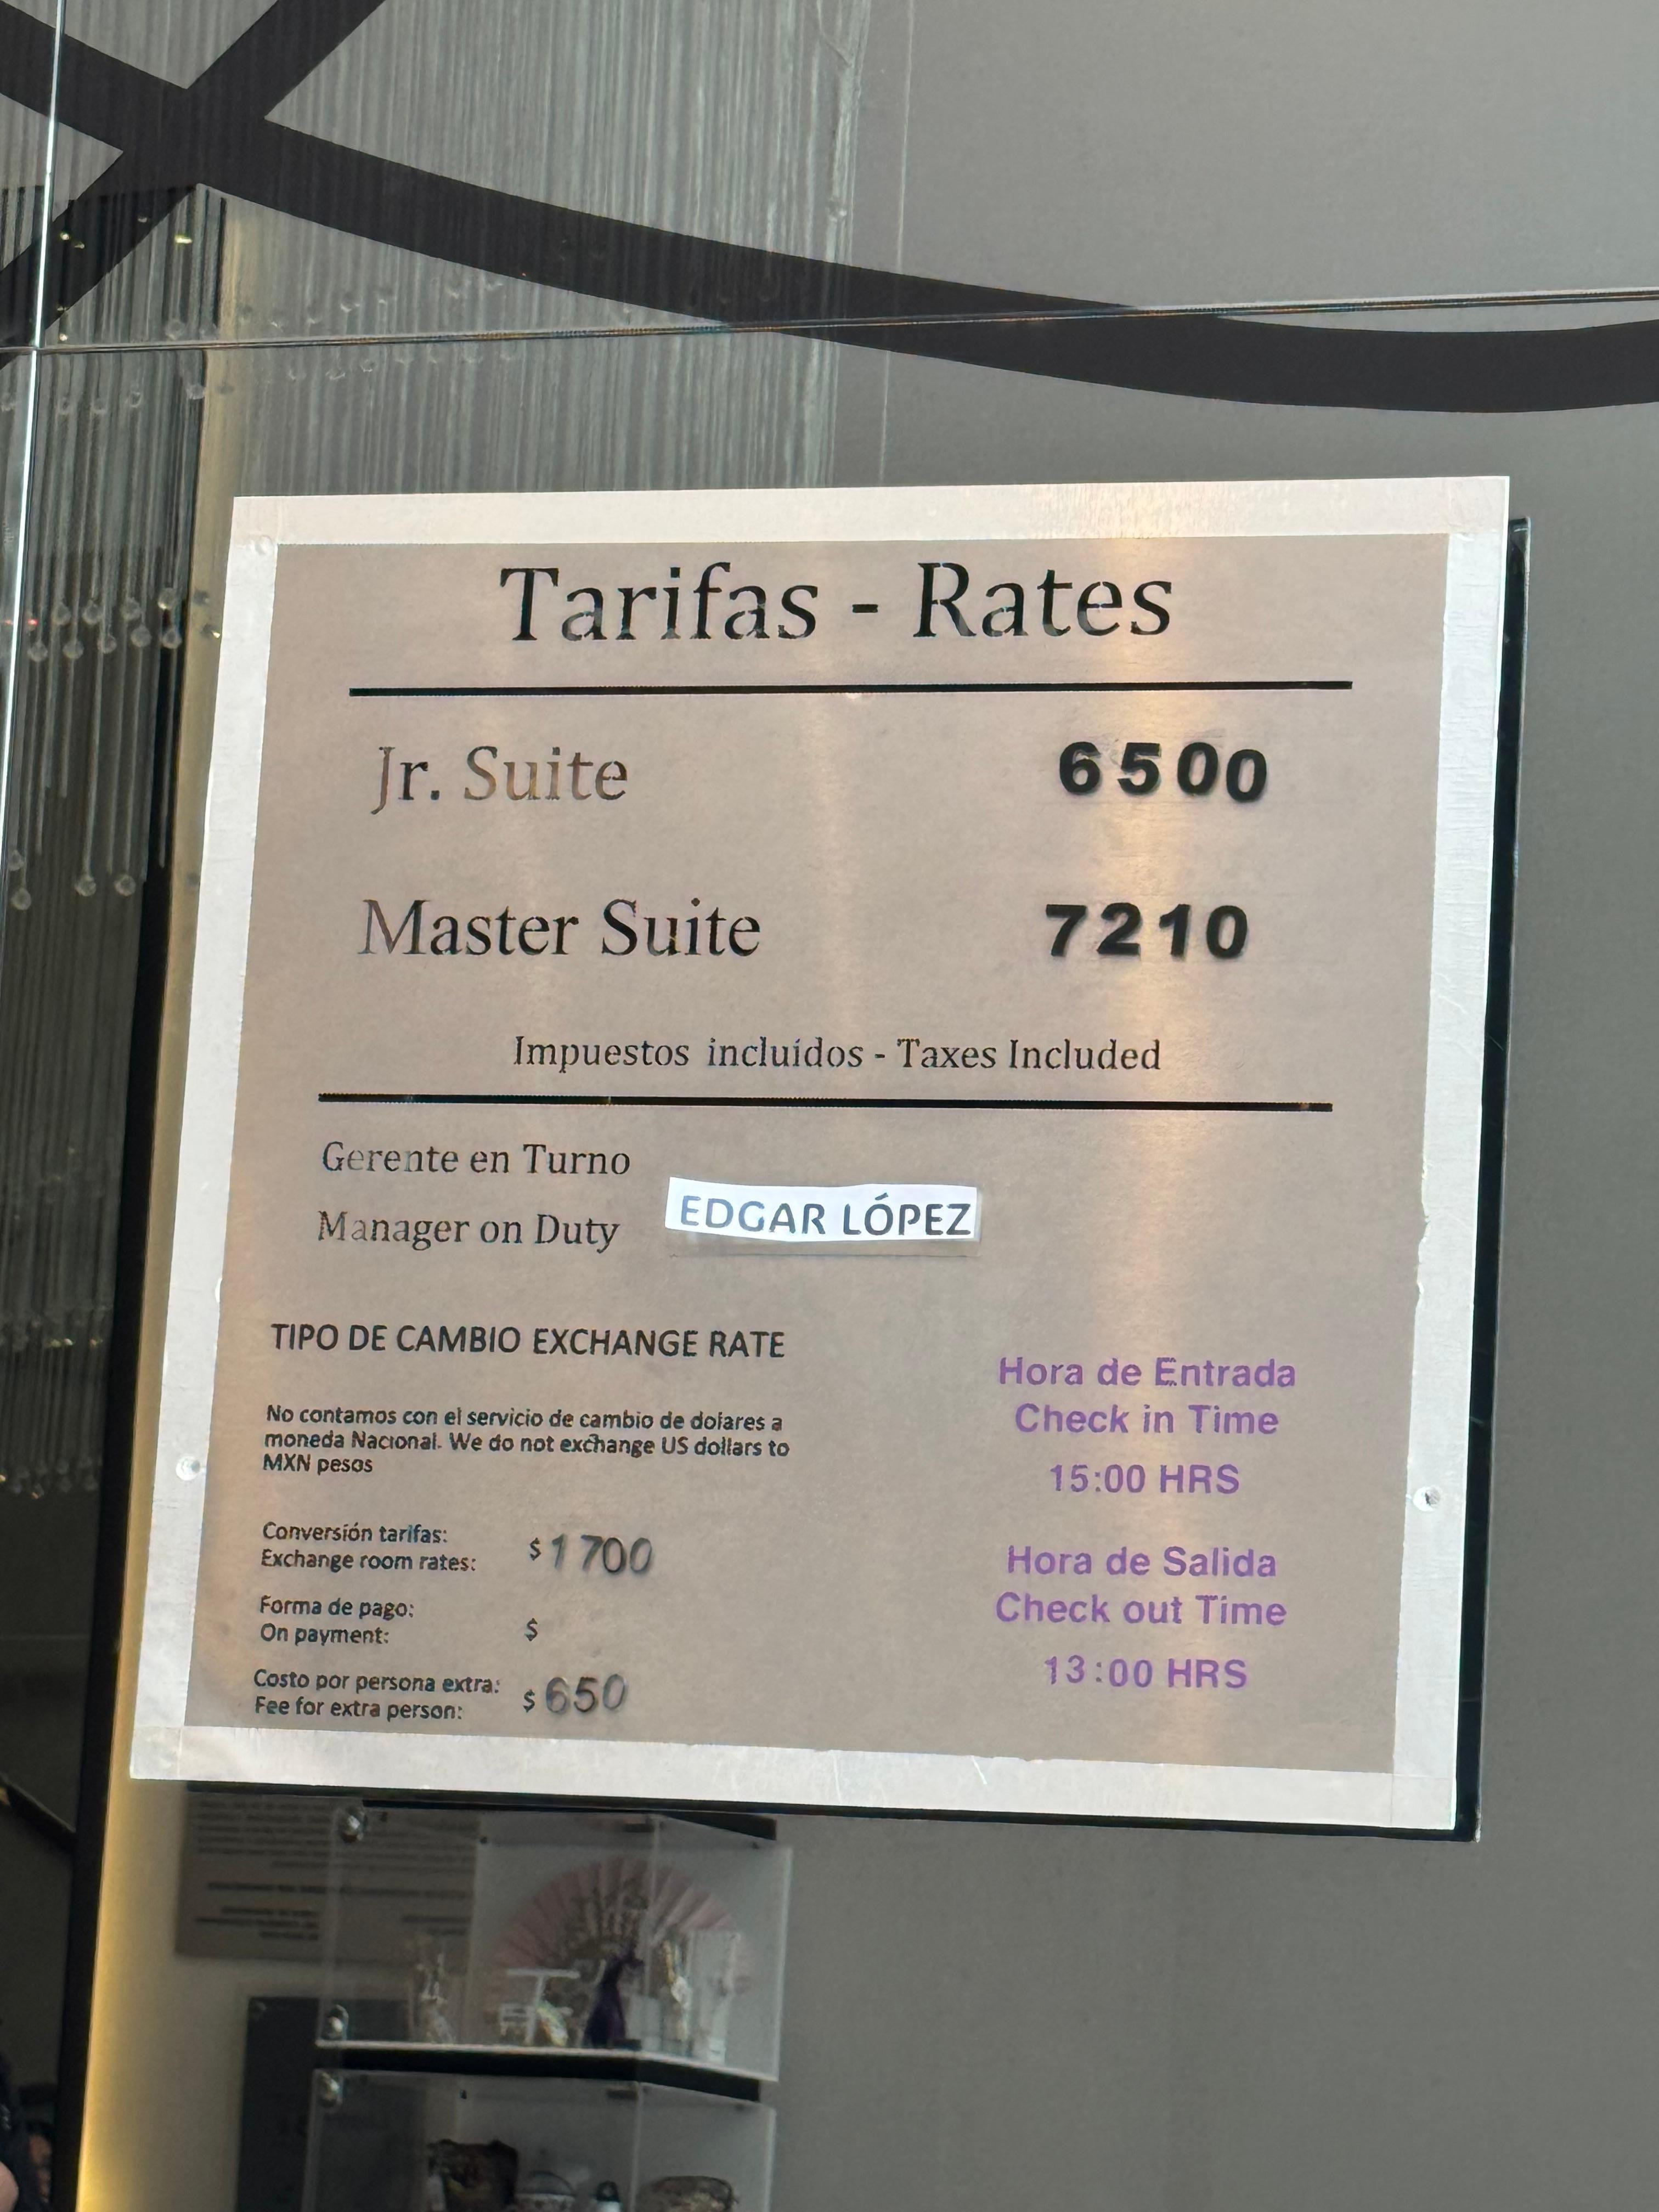 Tarifas - Rates
Jr. Suite 6500
Master Suite 7210
Impuestos incluídos - Taxes Included
Gerente en Turno
Manager on Duty EDGAR LÓPEZ
TIPO DE CAMBIO EXCHANGE RATE
No contamos con el servicio de cambio de dolares a
moneda Nacional. We do not exchange US dollars to
MXN pesos
Conversión tarifas:
Exchange room rates: $1700
Forma de pago:
On payment: $
Costo por persona extra:
Fee for extra person: $650
Hora de Entrada
Check in Time
15:00 HRS
Hora de Salida
Check out Time
13:00 HRS